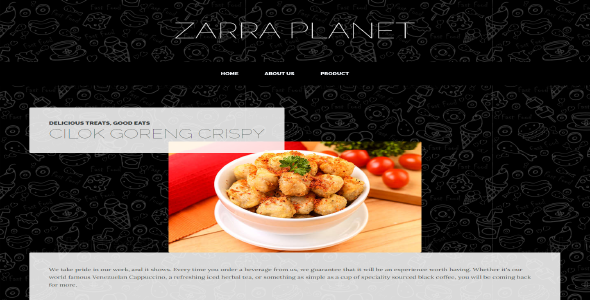 ZARRA PLANET
HOME ABOUT US PRODUCT
DELICIOUS TREATS, GOOD EATS
CILOK GORENG CRISPY
We take pride in our work, and it shows. Every time you order a beverage from us, we guarantee that it will be an experience worth having. Whether it's our
world famous Venezuelan Cappuccino, a refreshing iced herbal tea, or something as simple as a cup of speciality sourced black coffee, you will be coming back
for more.